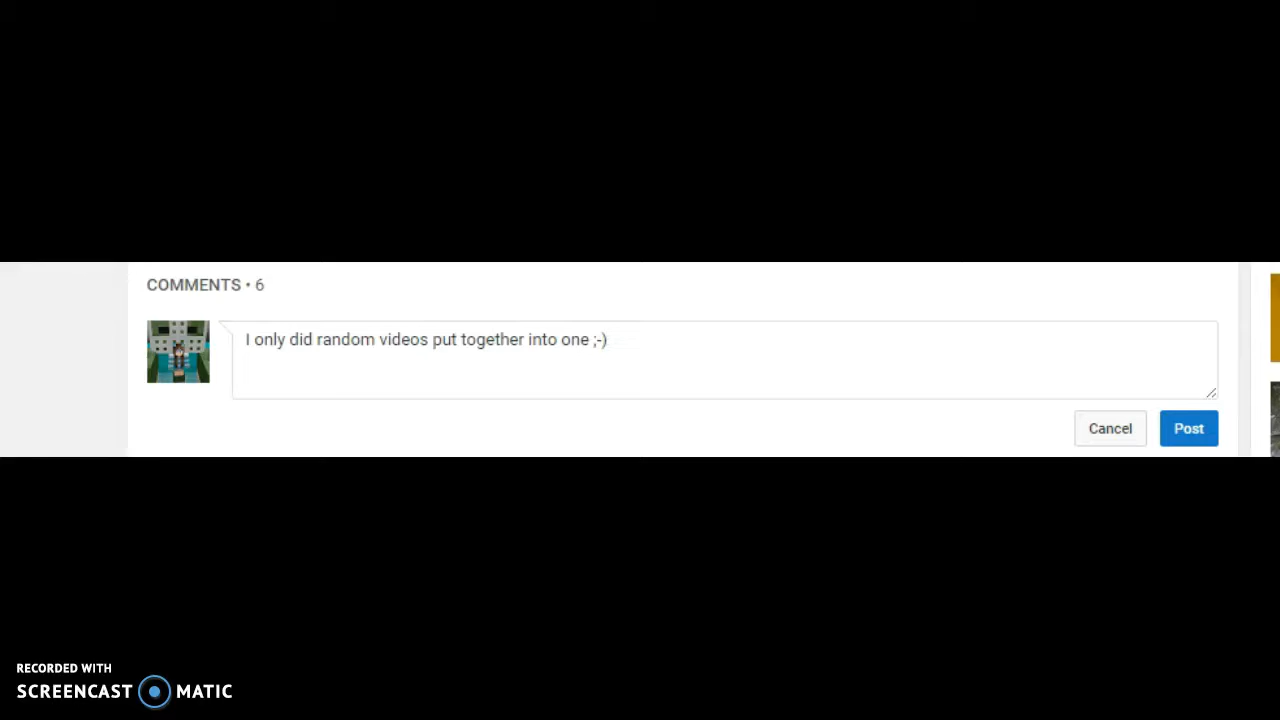 COMMENTS • 6
I only did random videos put together into one ;-)
Cancel Post
RECORDED WITH
SCREENCAST MATIC